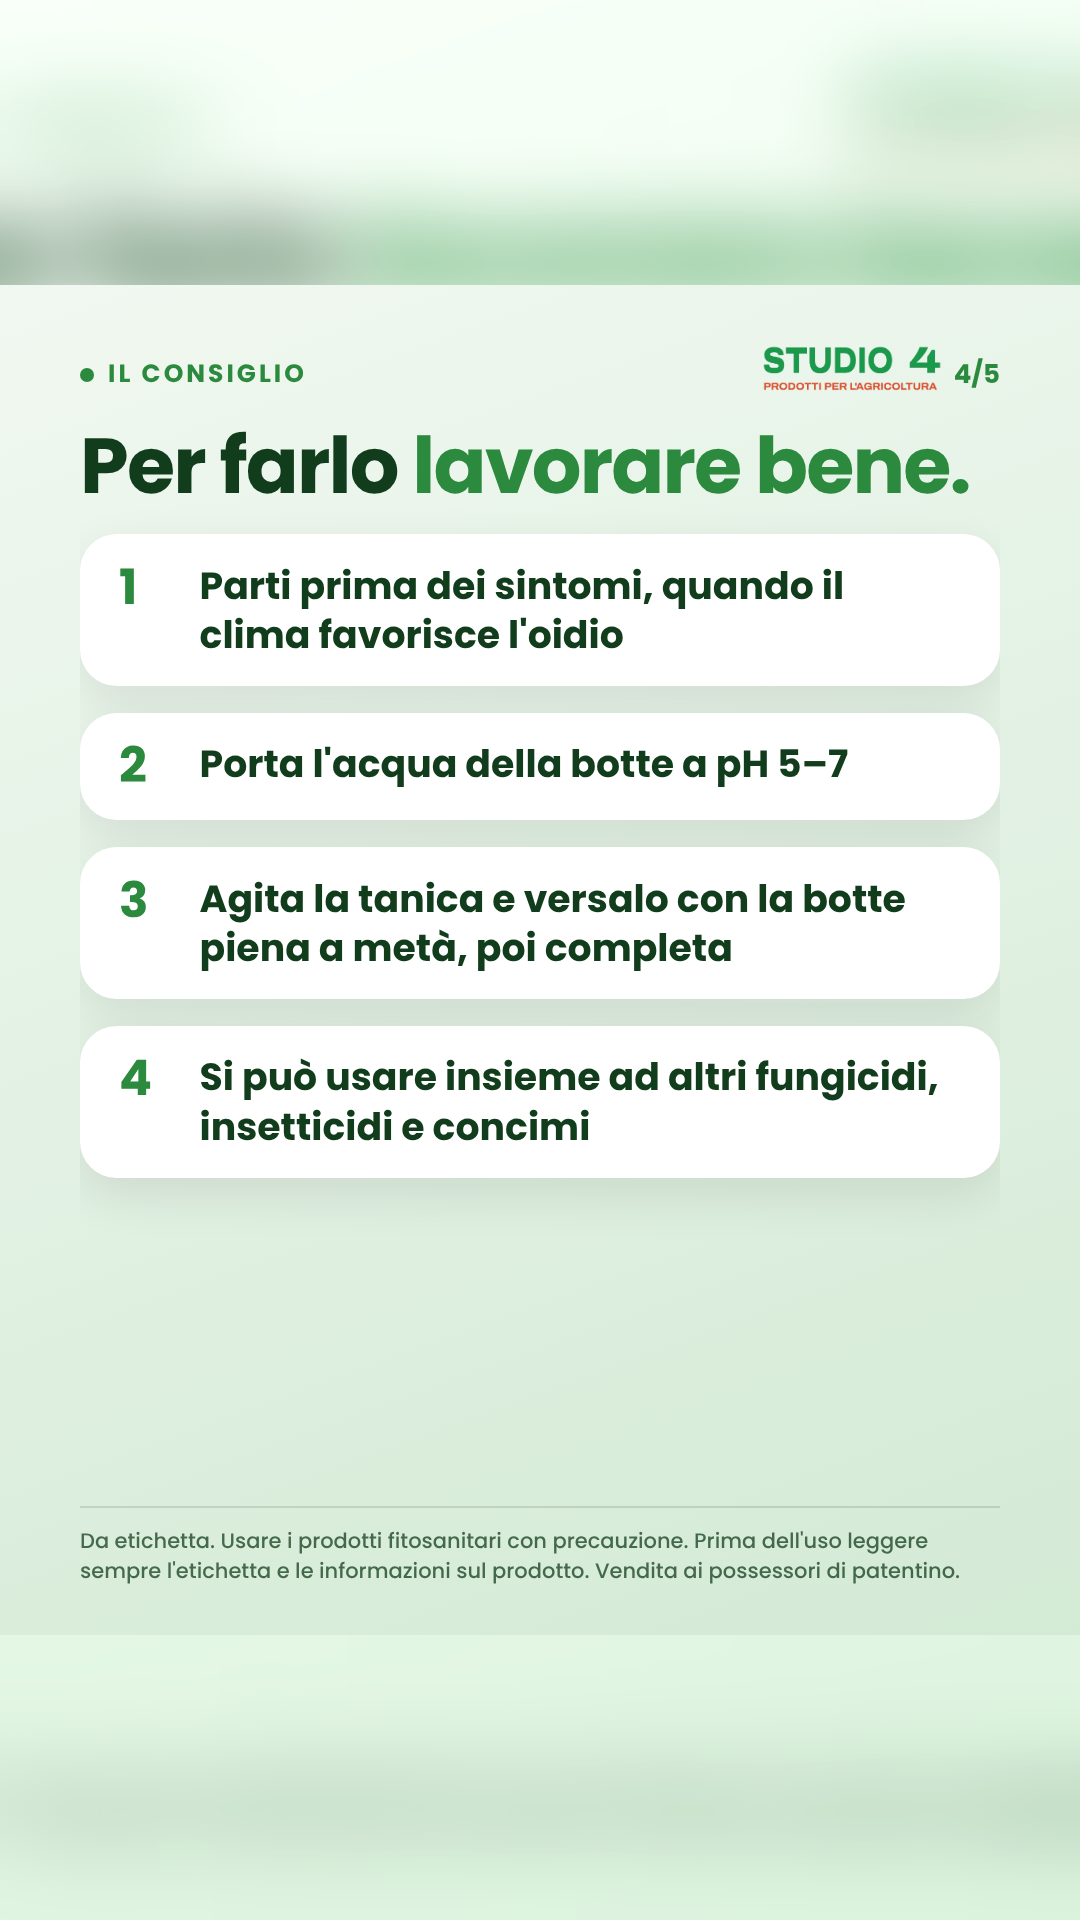 IL CONSIGLIO
STUDIO 4
PRODOTTI PER L'AGRICOLTURA
4/5
Per farlo lavorare bene.
1
Parti prima dei sintomi, quando il
clima favorisce l'oidio
2
Porta l'acqua della botte a pH 5–7
3
Agita la tanica e versalo con la botte
piena a metà, poi completa
4
Si può usare insieme ad altri fungicidi,
insetticidi e concimi
Da etichetta. Usare i prodotti fitosanitari con precauzione. Prima dell'uso leggere
sempre l'etichetta e le informazioni sul prodotto. Vendita ai possessori di patentino.